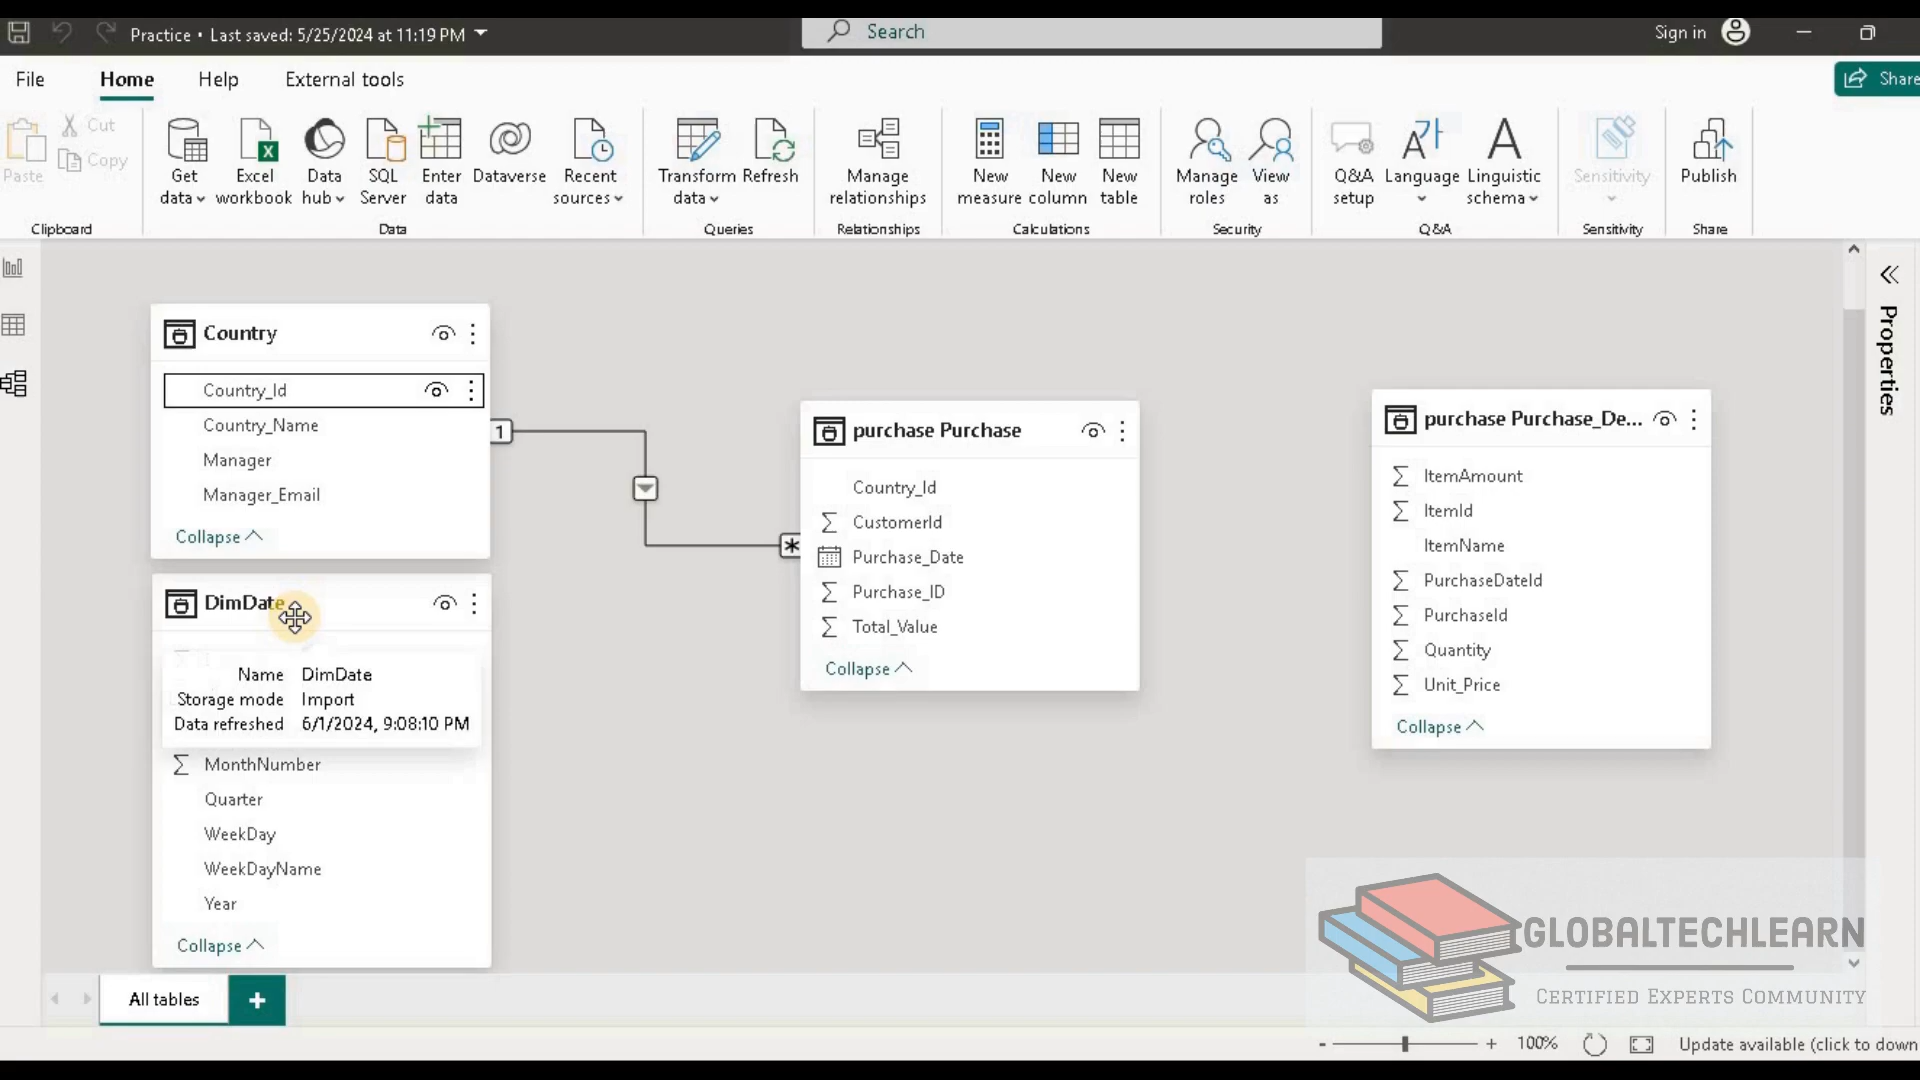 Practice • Last saved: 5/25/2024 at 11:19 PM
Search
Sign in
File
Home
Help
External tools
Share
Paste
Cut
Copy
Get data
Excel workbook
Data hub
SQL Server
Enter data
Dataverse
Recent sources
Transform data
Refresh
Manage relationships
New measure
New column
New table
Manage roles
View as
Q&A setup
Language
Linguistic schema
Sensitivity
Publish
Clipboard
Data
Queries
Relationships
Calculations
Security
Q&A
Sensitivity
Share
Properties
Country
Country_Id
Country_Name
Manager
Manager_Email
Collapse
1
*
purchase Purchase
Country_Id
CustomerId
Purchase_Date
Purchase_ID
Total_Value
Collapse
purchase Purchase_De...
ItemAmount
ItemId
ItemName
PurchaseDateId
PurchaseId
Quantity
Unit_Price
Collapse
DimDate
Name DimDate
Storage mode Import
Data refreshed 6/1/2024, 9:08:10 PM
MonthNumber
Quarter
WeekDay
WeekDayName
Year
Collapse
GLOBALTECHLEARN
CERTIFIED EXPERTS COMMUNITY
All tables
+
- + 100%
Update available (click to down